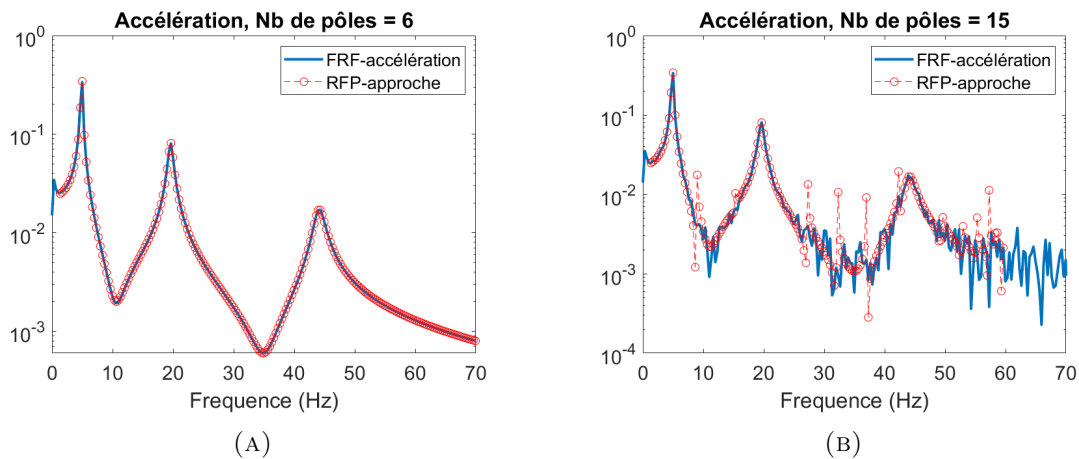 Accélération, Nb de pôles = 6
10^0
10^-1
10^-2
10^-3
FRF-accélération
RFP-approche
0 10 20 30 40 50 60 70
Frequence (Hz)
(A)
Accélération, Nb de pôles = 15
10^0
10^-1
10^-2
10^-3
10^-4
FRF-accélération
RFP-approche
0 10 20 30 40 50 60 70
Frequence (Hz)
(B)